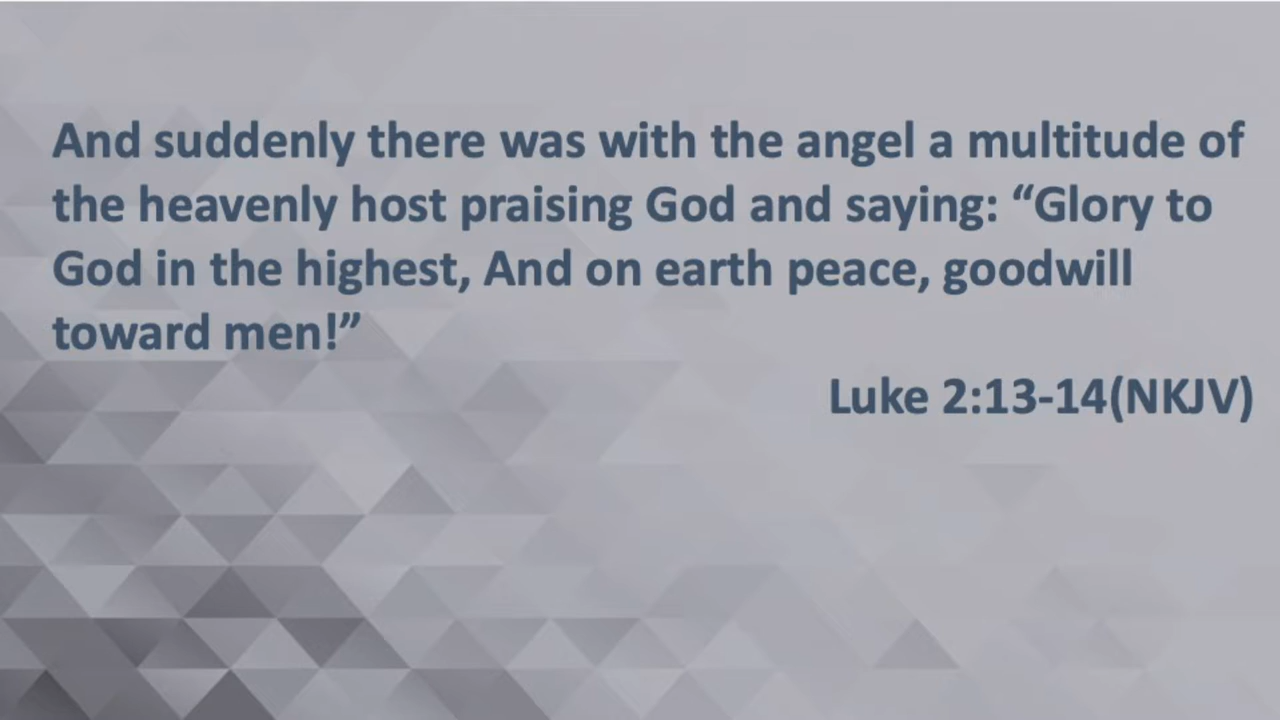 And suddenly there was with the angel a multitude of
the heavenly host praising God and saying: “Glory to
God in the highest, And on earth peace, goodwill
toward men!”
Luke 2:13-14(NKJV)